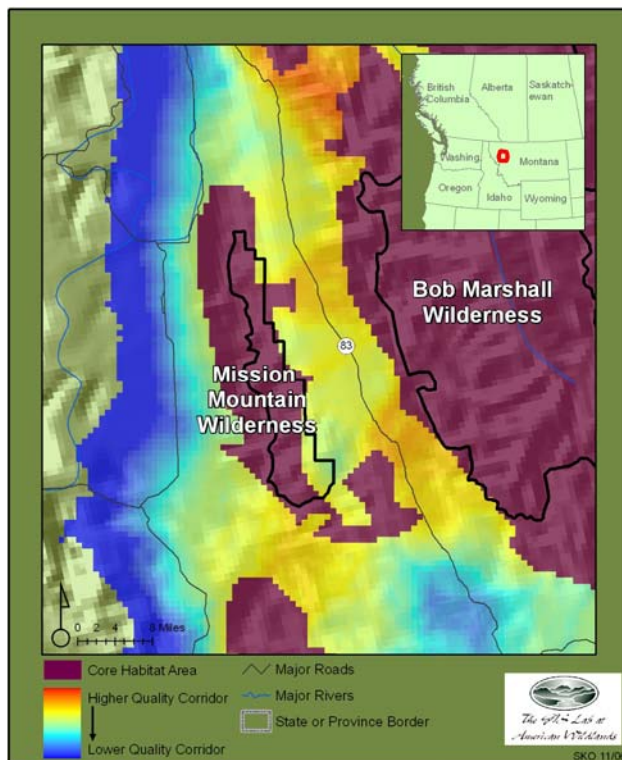 British
Columbia
Alberta
Saskatch-
ewan
Washing.
Montana
Oregon
Idaho
Wyoming
Bob Marshall
Wilderness
83
Mission
Mountain
Wilderness
0 2 4 8 Miles
Core Habitat Area
Major Roads
Higher Quality Corridor
Major Rivers
State or Province Border
Lower Quality Corridor
The GIS Lab at
American Wildlands